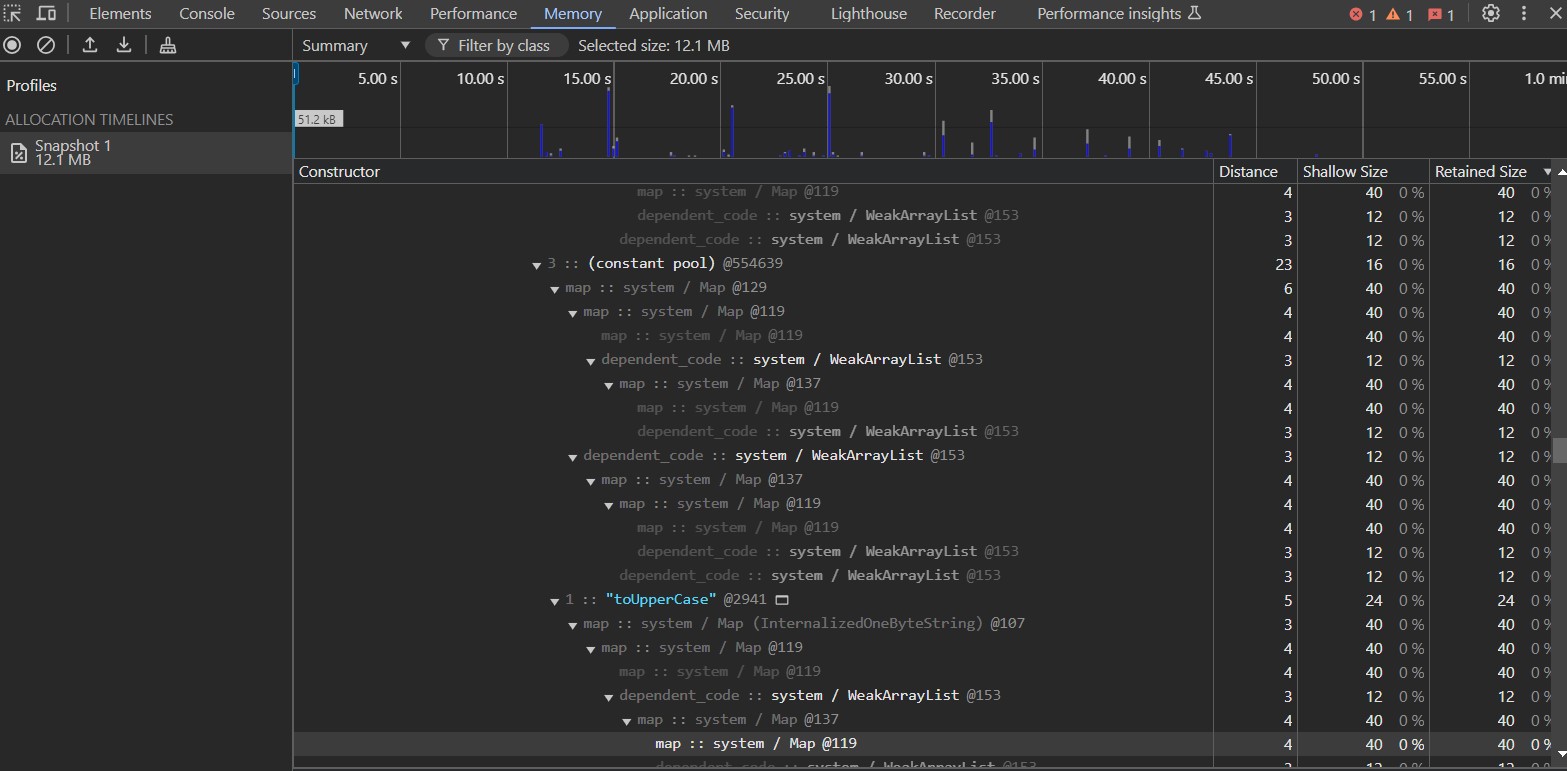 Elements Console Sources Network Performance Memory Application Security Lighthouse Recorder Performance insights 1 1 1
Summary Filter by class Selected size: 12.1 MB
Profiles
ALLOCATION TIMELINES
Snapshot 1
12.1 MB
5.00 s 10.00 s 15.00 s 20.00 s 25.00 s 30.00 s 35.00 s 40.00 s 45.00 s 50.00 s 55.00 s 1.0 min
51.2 kB
Constructor Distance Shallow Size Retained Size
map :: system / Map @119 4 40 0 % 40 0 %
dependent_code :: system / WeakArrayList @153 3 12 0 % 12 0 %
dependent_code :: system / WeakArrayList @153 3 12 0 % 12 0 %
3 :: (constant pool) @554639 23 16 0 % 16 0 %
map :: system / Map @129 6 40 0 % 40 0 %
map :: system / Map @119 4 40 0 % 40 0 %
map :: system / Map @119 4 40 0 % 40 0 %
dependent_code :: system / WeakArrayList @153 3 12 0 % 12 0 %
map :: system / Map @137 4 40 0 % 40 0 %
map :: system / Map @119 4 40 0 % 40 0 %
dependent_code :: system / WeakArrayList @153 3 12 0 % 12 0 %
dependent_code :: system / WeakArrayList @153 3 12 0 % 12 0 %
map :: system / Map @137 4 40 0 % 40 0 %
map :: system / Map @119 4 40 0 % 40 0 %
map :: system / Map @119 4 40 0 % 40 0 %
dependent_code :: system / WeakArrayList @153 3 12 0 % 12 0 %
dependent_code :: system / WeakArrayList @153 3 12 0 % 12 0 %
1 :: "toUpperCase" @2941 5 24 0 % 24 0 %
map :: system / Map (InternalizedOneByteString) @107 3 40 0 % 40 0 %
map :: system / Map @119 4 40 0 % 40 0 %
map :: system / Map @119 4 40 0 % 40 0 %
dependent_code :: system / WeakArrayList @153 3 12 0 % 12 0 %
map :: system / Map @137 4 40 0 % 40 0 %
map :: system / Map @119 4 40 0 % 40 0 %
dependent_code :: system / WeakArrayList @153 3 12 0 % 12 0 %